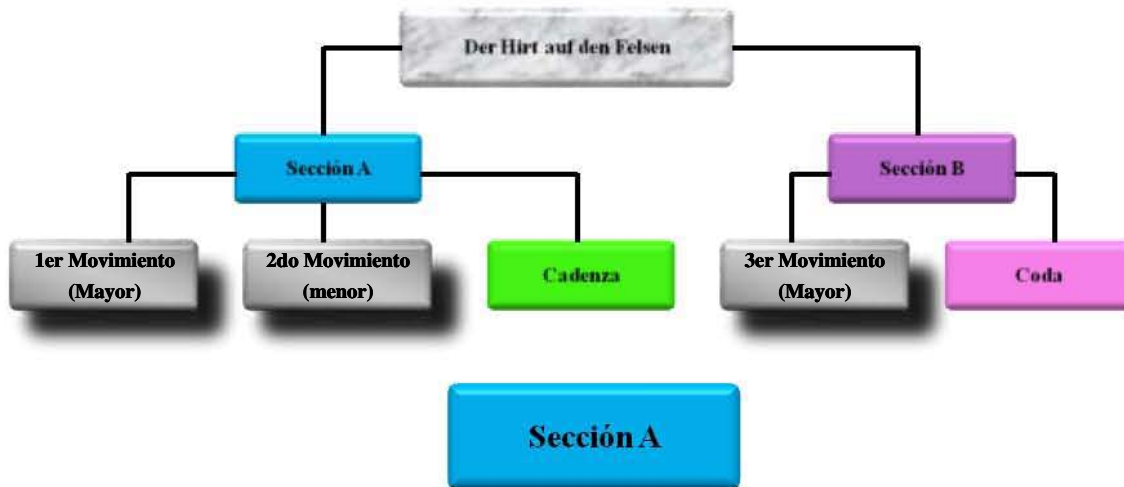 Der Hirt auf den Felsen
Sección A
Sección B
1er Movimiento
(Mayor)
2do Movimiento
(menor)
Cadenza
3er Movimiento
(Mayor)
Coda
Sección A